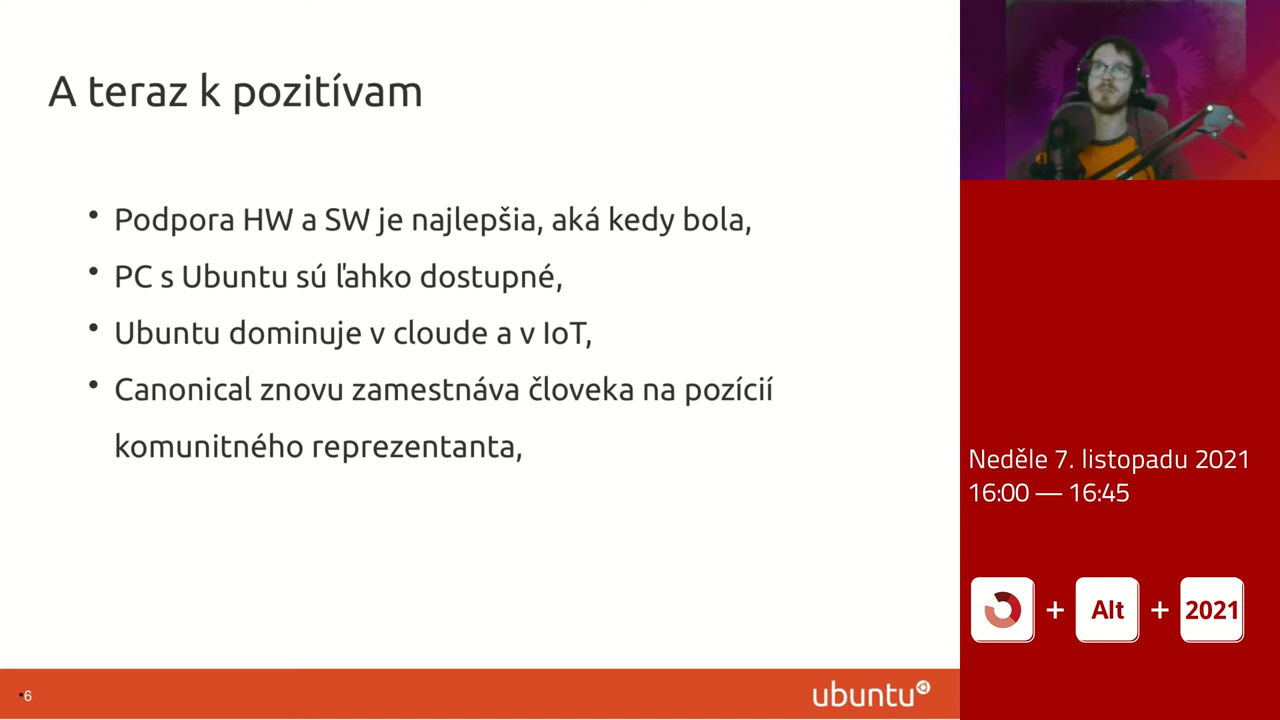 A teraz k pozitívam
• Podpora HW a SW je najlepšia, aká kedy bola,
• PC s Ubuntu sú ľahko dostupné,
• Ubuntu dominuje v cloude a v IoT,
• Canonical znovu zamestnáva človeka na pozícií
komunitného reprezentanta,
•6
ubuntu
Neděle 7. listopadu 2021
16:00 — 16:45
+ Alt + 2021